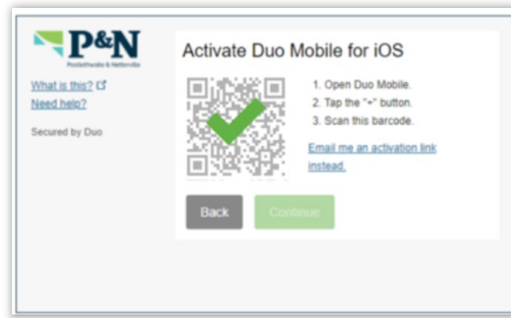 P&N
Postlethwaite & Netterville
What is this?
Need help?
Secured by Duo
Activate Duo Mobile for iOS
1. Open Duo Mobile.
2. Tap the "+" button.
3. Scan this barcode.
Email me an activation link
instead.
Back
Continue